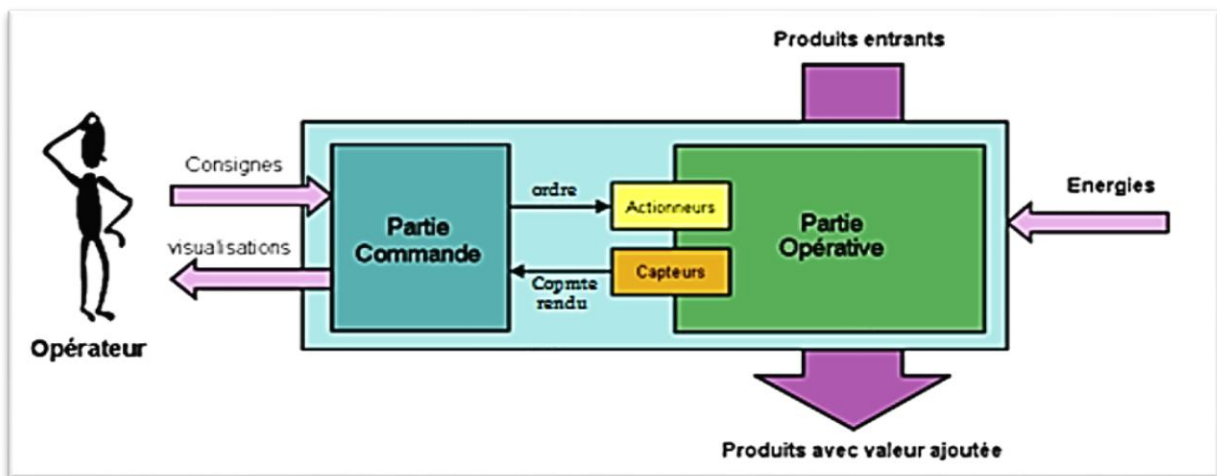 Produits entrants
Consignes
ordre
Actionneurs
Energies
Partie
Commande
Partie
Opérative
visualisations
Capteurs
Copmte
rendu
Opérateur
Produits avec valeur ajoutée